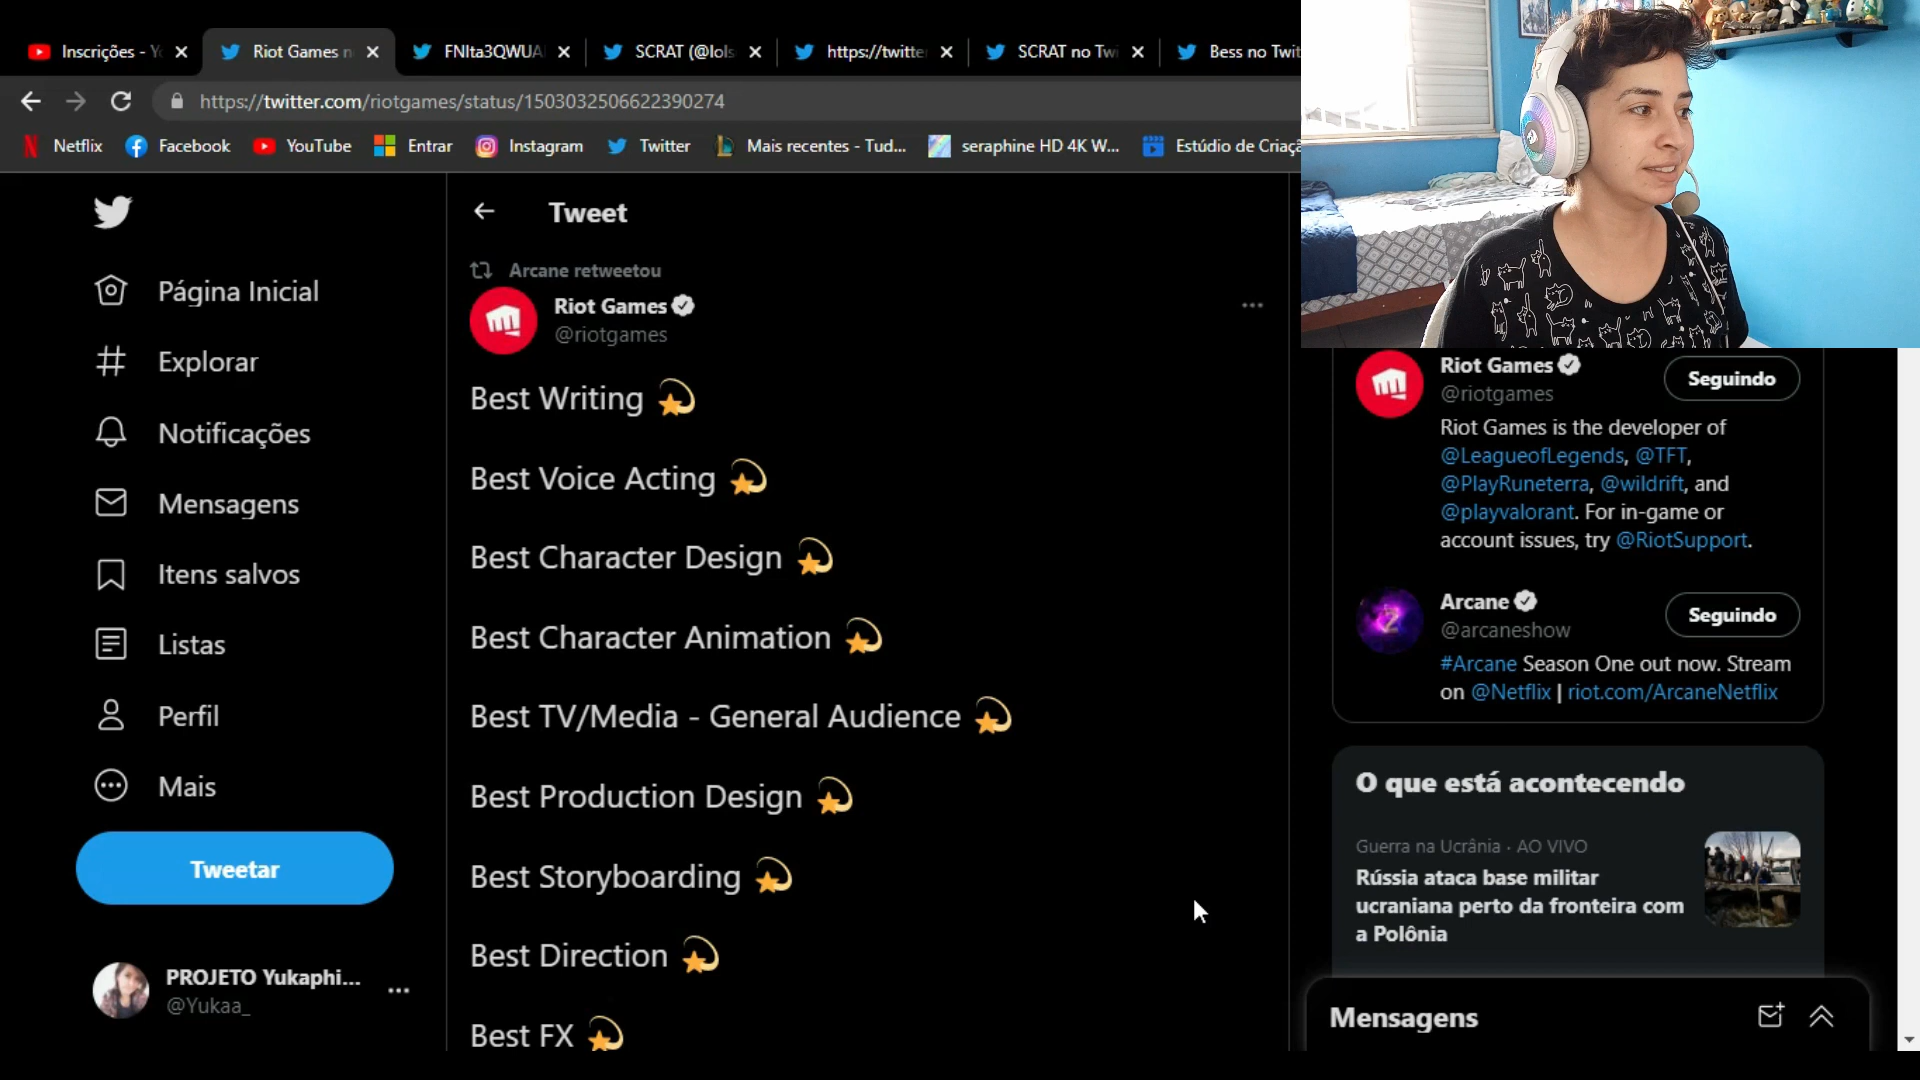 Inscrições - Y
Riot Games n
FNIta3QWUA
SCRAT (@lols
https://twitte
SCRAT no Twi
Bess no Twit
https://twitter.com/riotgames/status/1503032506622390274
Netflix
Facebook
YouTube
Entrar
Instagram
Twitter
Mais recentes - Tud...
seraphine HD 4K W...
Estúdio de Criaçã
Página Inicial
Explorar
Notificações
Mensagens
Itens salvos
Listas
Perfil
Mais
Tweetar
PROJETO Yukaphi...
@Yukaa_
Tweet
Arcane retweetou
Riot Games
@riotgames
Best Writing 💫
Best Voice Acting 💫
Best Character Design 💫
Best Character Animation 💫
Best TV/Media - General Audience 💫
Best Production Design 💫
Best Storyboarding 💫
Best Direction 💫
Best FX 💫
Riot Games
@riotgames
Seguindo
Riot Games is the developer of
@LeagueofLegends, @TFT,
@PlayRuneterra, @wildrift, and
@playvalorant. For in-game or
account issues, try @RiotSupport.
Arcane
@arcaneshow
Seguindo
#Arcane Season One out now. Stream
on @Netflix | riot.com/ArcaneNetflix
O que está acontecendo
Guerra na Ucrânia · AO VIVO
Rússia ataca base militar
ucraniana perto da fronteira com
a Polônia
Mensagens